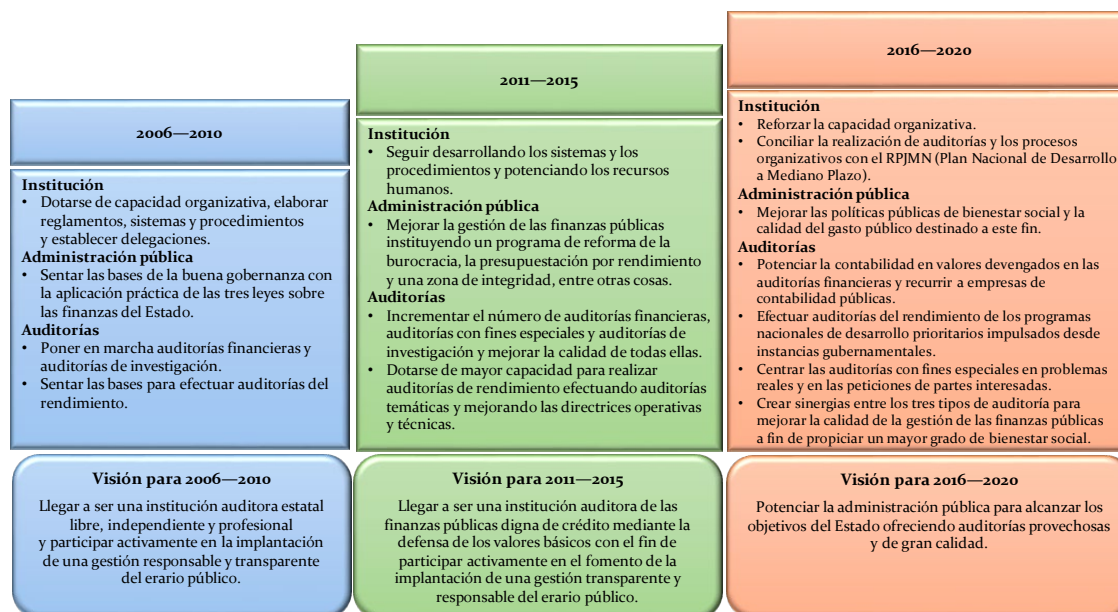 2006—2010
Institución
• Dotarse de capacidad organizativa, elaborar
reglamentos, sistemas y procedimientos
y establecer delegaciones.
Administración pública
• Sentar las bases de la buena gobernanza con
la aplicación práctica de las tres leyes sobre
las finanzas del Estado.
Auditorías
• Poner en marcha auditorías financieras y
auditorías de investigación.
• Sentar las bases para efectuar auditorías del
rendimiento.
Visión para 2006—2010
Llegar a ser una institución auditora estatal
libre, independiente y profesional
y participar activamente en la implantación
de una gestión responsable y transparente
del erario público.
2011—2015
Institución
• Seguir desarrollando los sistemas y los
procedimientos y potenciando los recursos
humanos.
Administración pública
• Mejorar la gestión de las finanzas públicas
instituyendo un programa de reforma de la
burocracia, la presupuestación por rendimiento
y una zona de integridad, entre otras cosas.
Auditorías
• Incrementar el número de auditorías financieras,
auditorías con fines especiales y auditorías de
investigación y mejorar la calidad de todas ellas.
• Dotarse de mayor capacidad para realizar
auditorías de rendimiento efectuando auditorías
temáticas y mejorando las directrices operativas
y técnicas.
Visión para 2011—2015
Llegar a ser una institución auditora de las
finanzas públicas digna de crédito mediante la
defensa de los valores básicos con el fin de
participar activamente en el fomento de la
implantación de una gestión transparente y
responsable del erario público.
2016—2020
Institución
• Reforzar la capacidad organizativa.
• Conciliar la realización de auditorías y los procesos
organizativos con el RPJMN (Plan Nacional de Desarrollo
a Mediano Plazo).
Administración pública
• Mejorar las políticas públicas de bienestar social y la
calidad del gasto público destinado a este fin.
Auditorías
• Potenciar la contabilidad en valores devengados en las
auditorías financieras y recurrir a empresas de
contabilidad públicas.
• Efectuar auditorías del rendimiento de los programas
nacionales de desarrollo prioritarios impulsados desde
instancias gubernamentales.
• Centrar las auditorías con fines especiales en problemas
reales y en las peticiones de partes interesadas.
• Crear sinergias entre los tres tipos de auditoría para
mejorar la calidad de la gestión de las finanzas públicas
a fin de propiciar un mayor grado de bienestar social.
Visión para 2016—2020
Potenciar la administración pública para alcanzar los
objetivos del Estado ofreciendo auditorías provechosas
y de gran calidad.